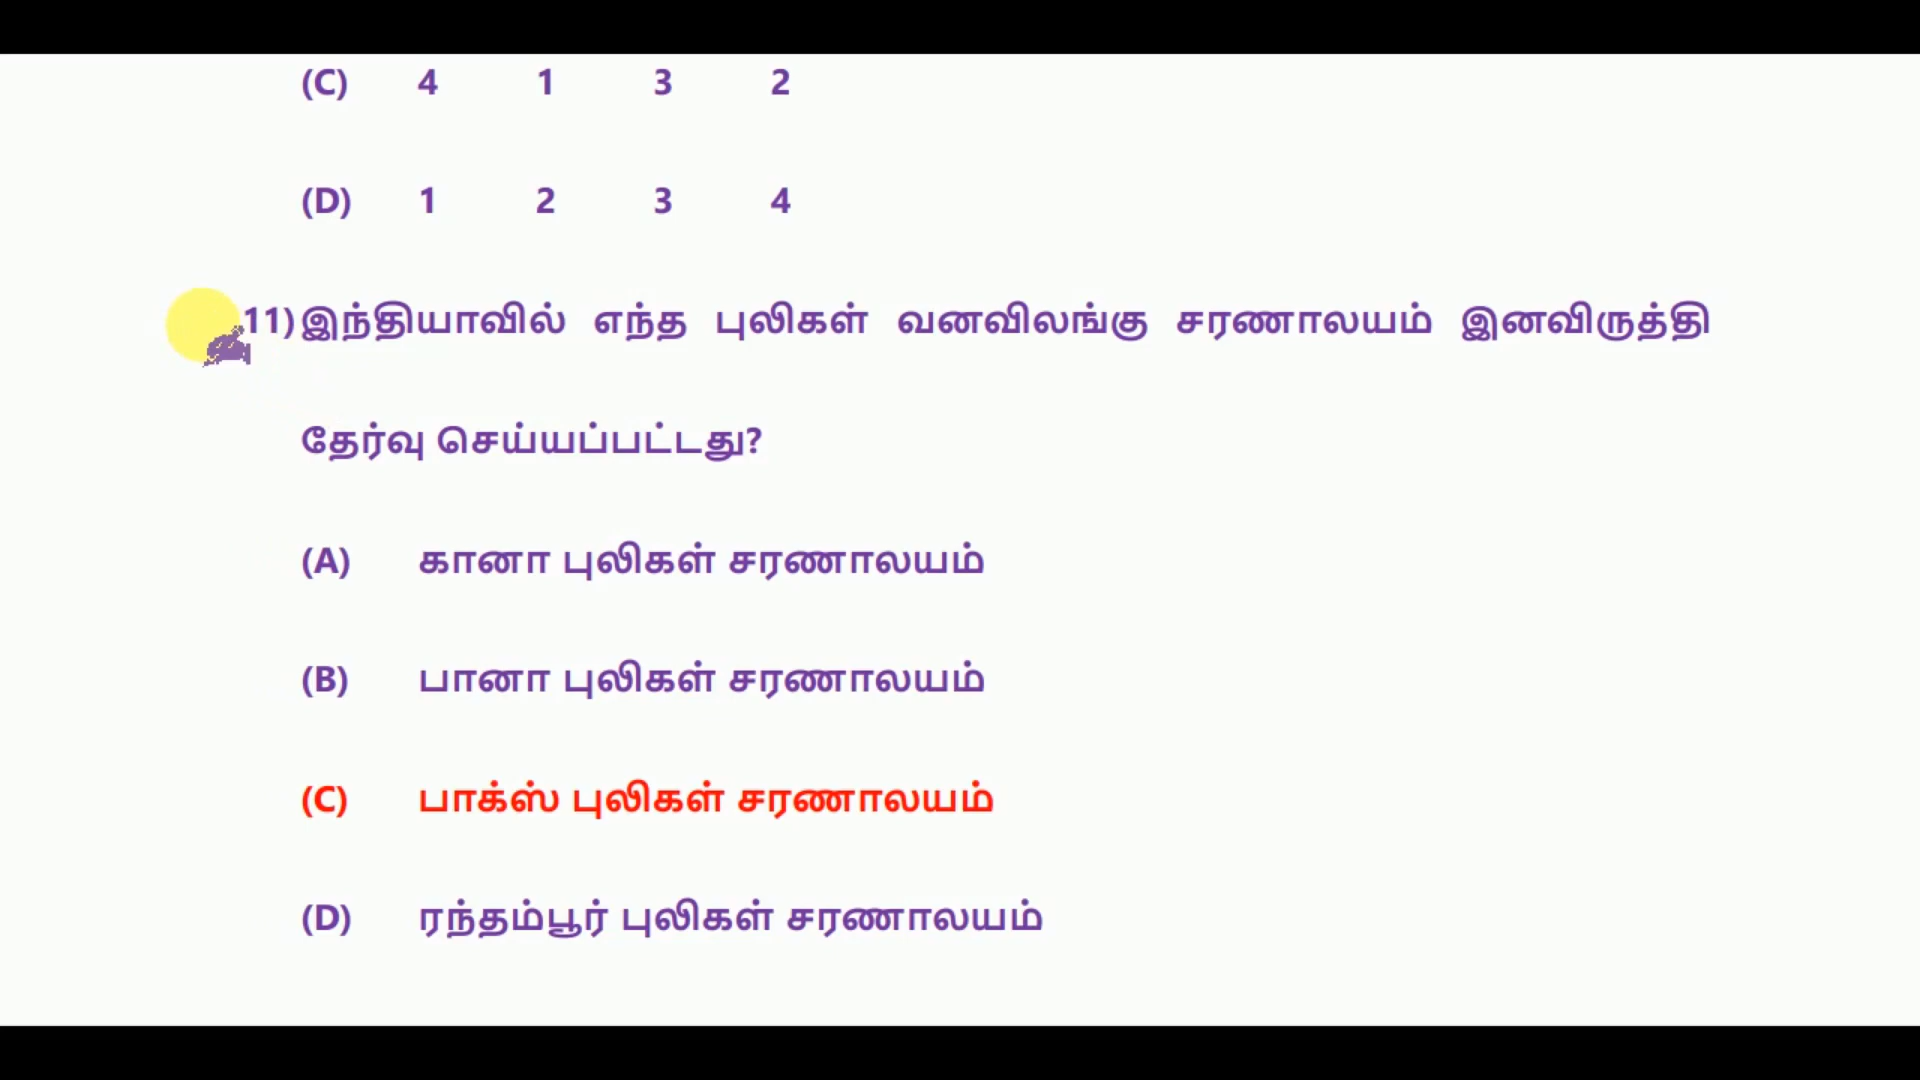 (C) 4 1 3 2
(D) 1 2 3 4
11) இந்தியாவில் எந்த புலிகள் வனவிலங்கு சரணாலயம் இனவிருத்தி
தேர்வு செய்யப்பட்டது?
(A) கானா புலிகள் சரணாலயம்
(B) பானா புலிகள் சரணாலயம்
(C) பாக்ஸ் புலிகள் சரணாலயம்
(D) ரந்தம்பூர் புலிகள் சரணாலயம்